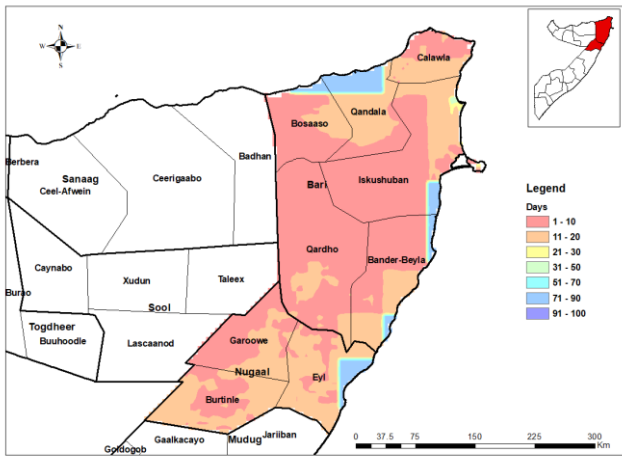 N
W E
S
Calawla
Qandala
Bosaaso
Badhan
Berbera
Sanaag
Ceel-Afwein
Ceerigaabo
Bari
Iskushuban
Qardho
Bander-Beyla
Caynabo
Xudun
Taleex
Burao
Sool
Togdheer
Buuhoodle
Lascaanod
Garoowe
Nugaal
Eyl
Burtinle
Gaalkacayo
Mudug
Jariiban
Goldogob
Legend
Days
1 - 10
11 - 20
21 - 30
31 - 50
51 - 70
71 - 90
91 - 100
0 37.5 75 150 225 300
Km